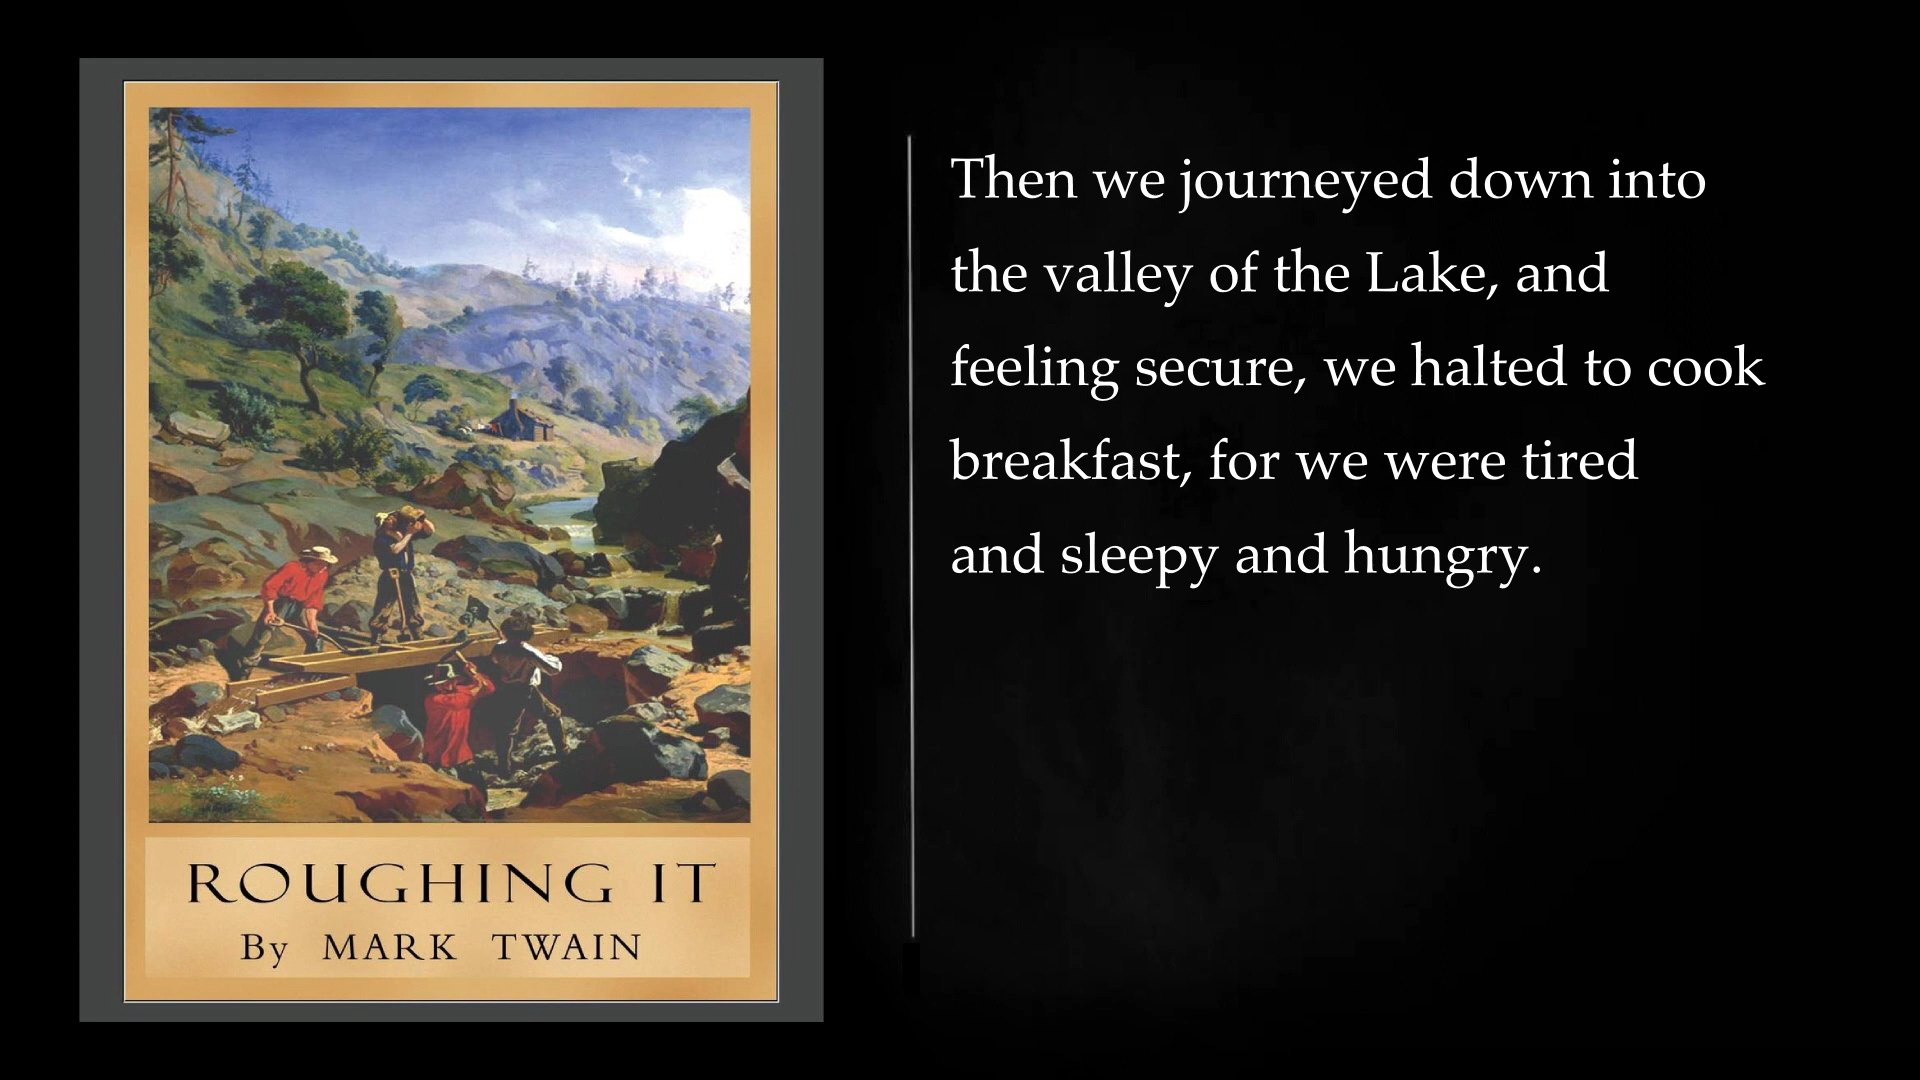 ROUGHING IT
By MARK TWAIN
Then we journeyed down into
the valley of the Lake, and
feeling secure, we halted to cook
breakfast, for we were tired
and sleepy and hungry.